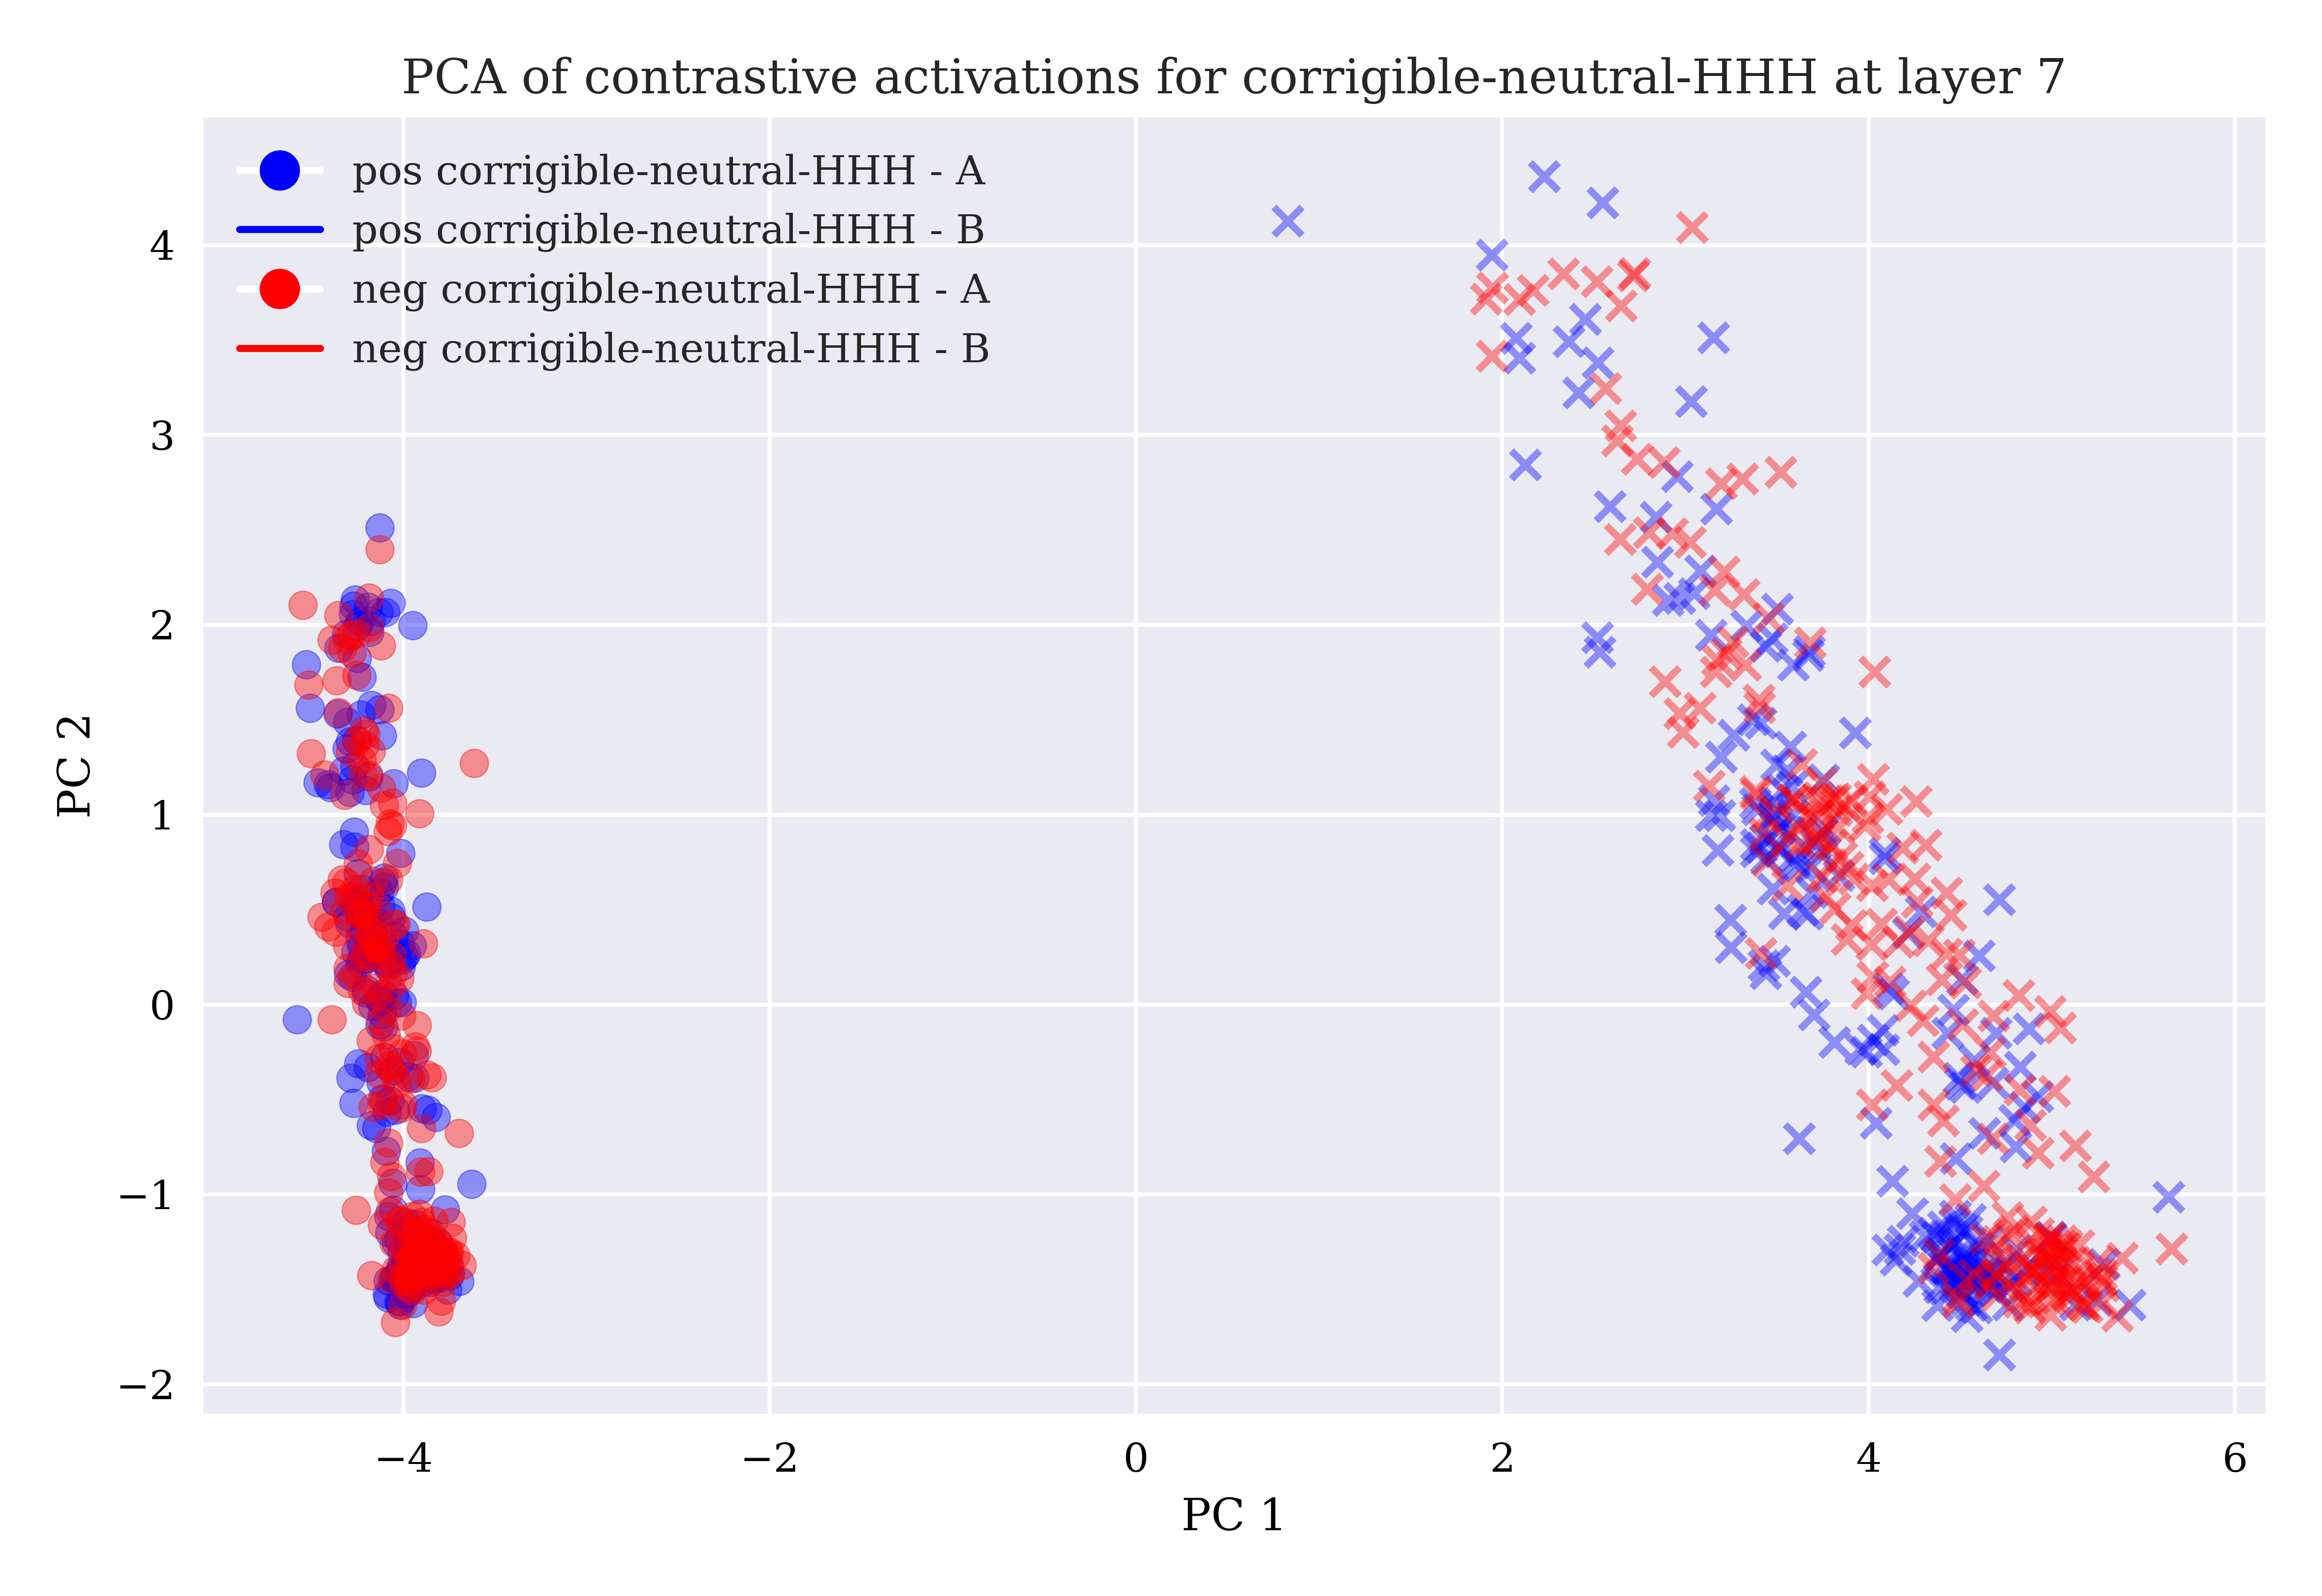 PCA of contrastive activations for corrigible-neutral-HHH at layer 7
pos corrigible-neutral-HHH - A
pos corrigible-neutral-HHH - B
neg corrigible-neutral-HHH - A
neg corrigible-neutral-HHH - B
4
3
2
1
0
−1
−2
PC 2
−4
−2
0
2
4
6
PC 1